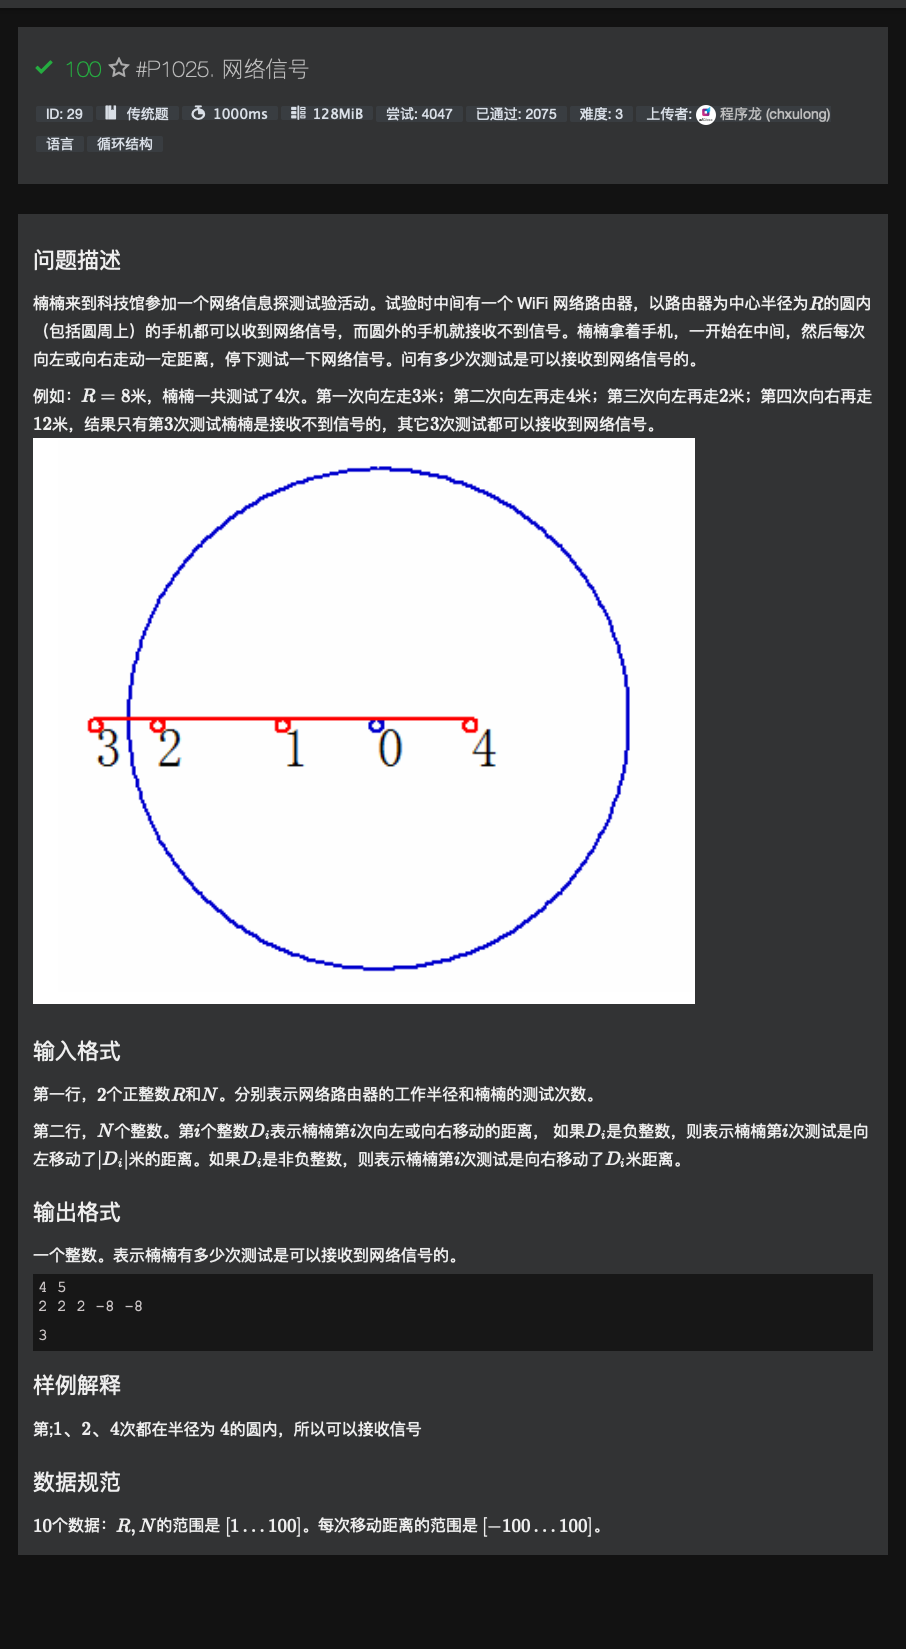 100 #P1025. 网络信号
ID: 29 传统题 1000ms 128MiB 尝试: 4047 已通过: 2075 难度: 3 上传者: 程序龙 (chxulong)
语言 循环结构
问题描述
楠楠来到科技馆参加一个网络信息探测试验活动。试验时中间有一个 WiFi 网络路由器，以路由器为中心半径为R的圆内
（包括圆周上）的手机都可以收到网络信号，而圆外的手机就接收不到信号。楠楠拿着手机，一开始在中间，然后每次
向左或向右走动一定距离，停下测试一下网络信号。问有多少次测试是可以接收到网络信号的。
例如：R = 8米，楠楠一共测试了4次。第一次向左走3米；第二次向左再走4米；第三次向左再走2米；第四次向右再走
12米，结果只有第3次测试楠楠是接收不到信号的，其它3次测试都可以接收到网络信号。
3 2 1 0 4
输入格式
第一行，2个正整数R和N。分别表示网络路由器的工作半径和楠楠的测试次数。
第二行，N个整数。第i个整数D_i表示楠楠第i次向左或向右移动的距离， 如果D_i是负整数，则表示楠楠第i次测试是向
左移动了|D_i|米的距离。如果D_i是非负整数，则表示楠楠第i次测试是向右移动了D_i米距离。
输出格式
一个整数。表示楠楠有多少次测试是可以接收到网络信号的。
4 5
2 2 2 -8 -8
3
样例解释
第;1、2、4次都在半径为 4的圆内，所以可以接收信号
数据规范
10个数据：R, N的范围是 [1...100]。每次移动距离的范围是 [−100...100]。